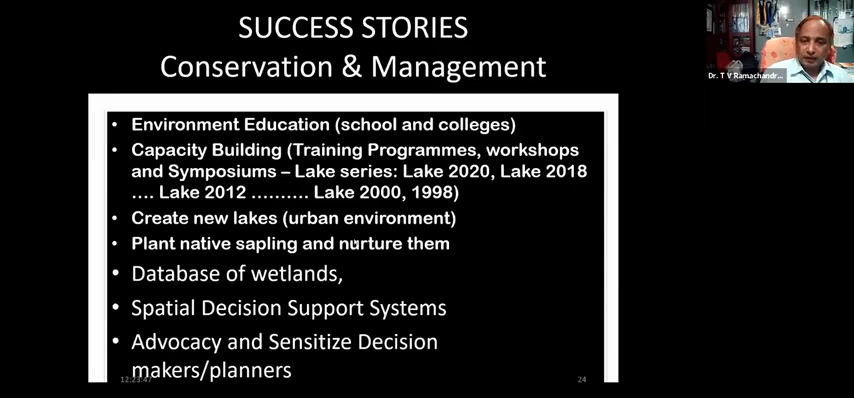 SUCCESS STORIES
Conservation & Management
Dr. T V Ramachandr...
• Environment Education (school and colleges)
• Capacity Building (Training Programmes, workshops
and Symposiums – Lake series: Lake 2020, Lake 2018
.... Lake 2012 .......... Lake 2000, 1998)
• Create new lakes (urban environment)
• Plant native sapling and nurture them
• Database of wetlands,
• Spatial Decision Support Systems
• Advocacy and Sensitize Decision
makers/planners
12:23:47
24